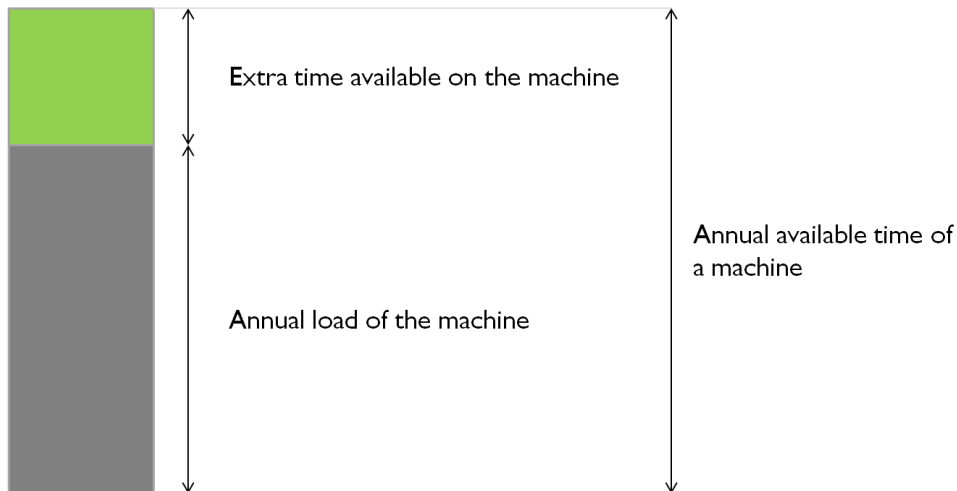 Extra time available on the machine
Annual available time of
a machine
Annual load of the machine